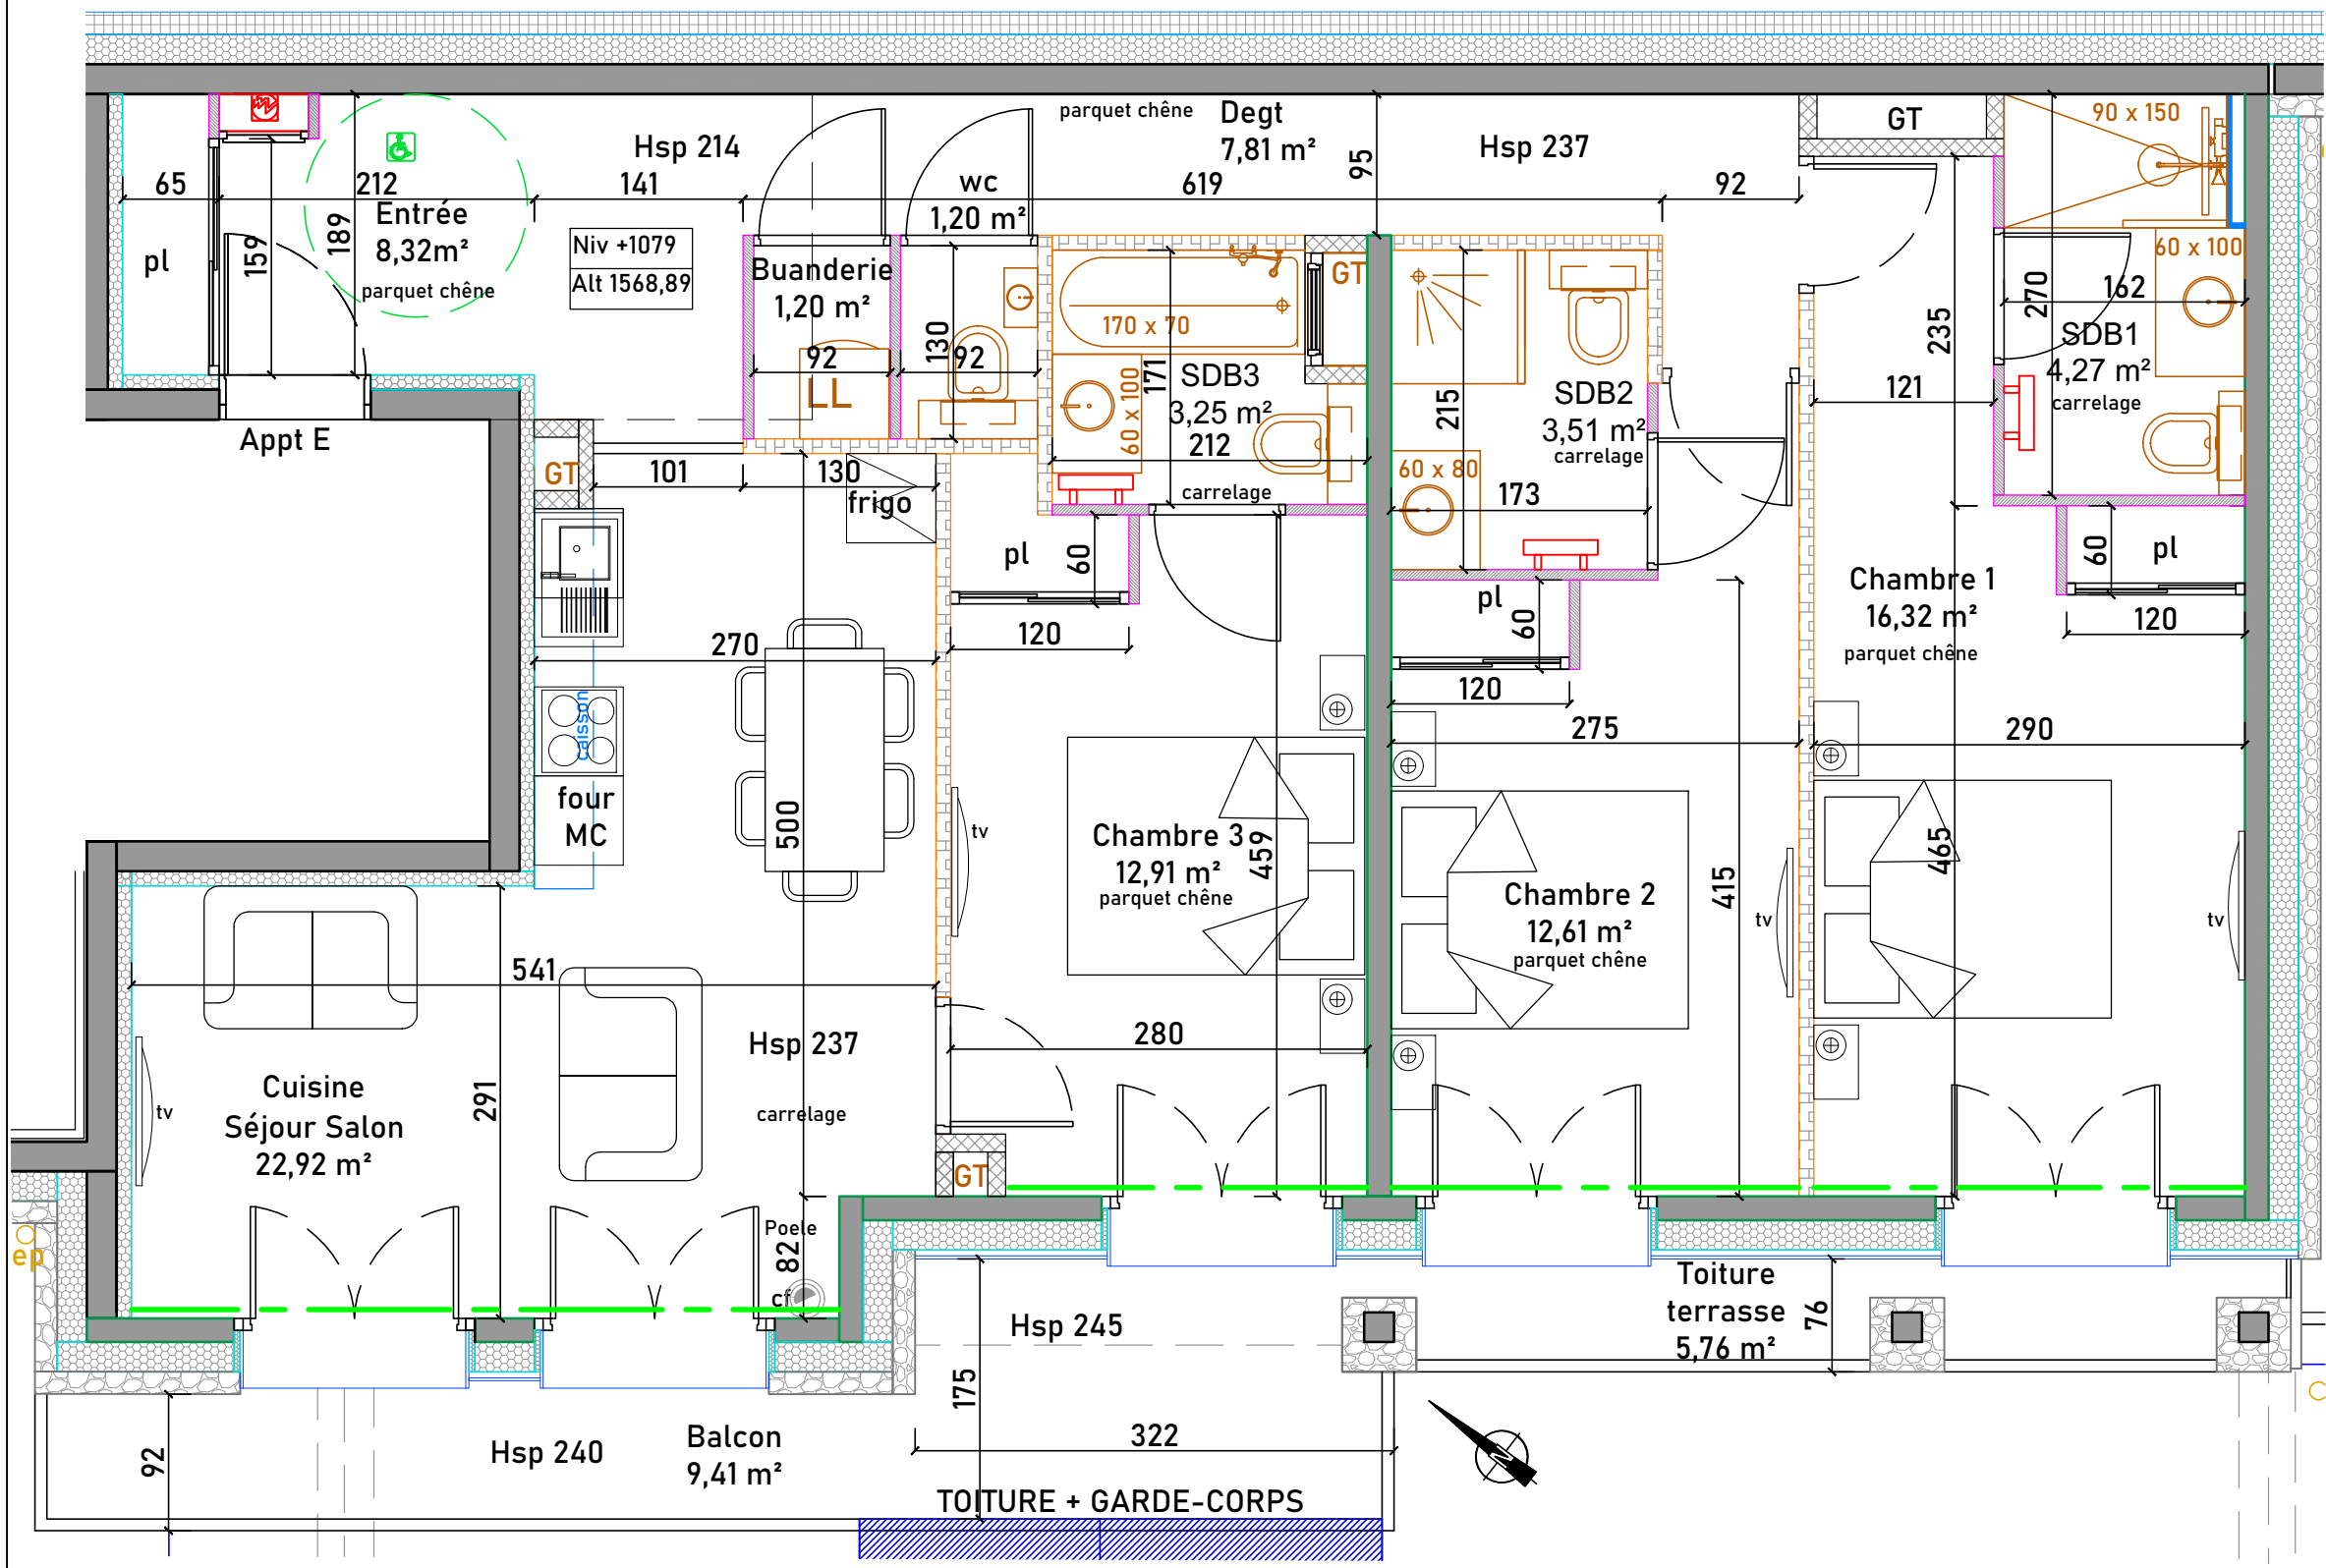 parquet chêne
Degt
7,81 m²
Hsp 214
Hsp 237
95
GT
90 x 150
65
212
141
wc
1,20 m²
619
92
Entrée
8,32m²
parquet chêne
189
159
pl
Niv +1079
Alt 1568,89
Buanderie
1,20 m²
92
LL
130
92
GT
170 x 70
171
SDB3
3,25 m²
60 x 100
212
carrelage
215
SDB2
3,51 m²
carrelage
60 x 80
173
235
121
270
60 x 100
162
SDB1
4,27 m²
carrelage
Appt E
GT
101
130
frigo
pl
60
120
pl
60
120
Chambre 1
16,32 m²
parquet chêne
60
pl
120
270
275
290
caisson
four
MC
500
tv
Chambre 3
12,91 m²
parquet chêne
459
Chambre 2
12,61 m²
parquet chêne
415
tv
465
tv
541
Hsp 237
280
291
Cuisine
Séjour Salon
22,92 m²
tv
carrelage
GT
Poele
82
cf
ep
Toiture
terrasse
5,76 m²
76
Hsp 245
175
322
92
Hsp 240
Balcon
9,41 m²
TOITURE + GARDE-CORPS